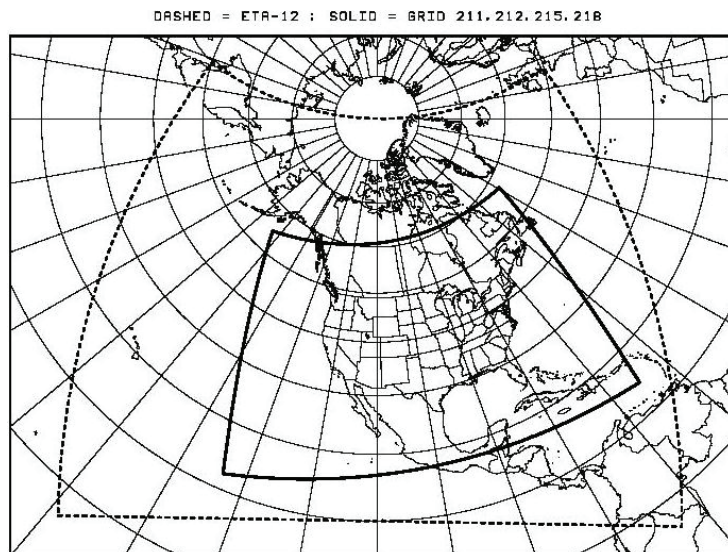 DASHED = ETA-12 : SOLID = GRID 211,212,215,218